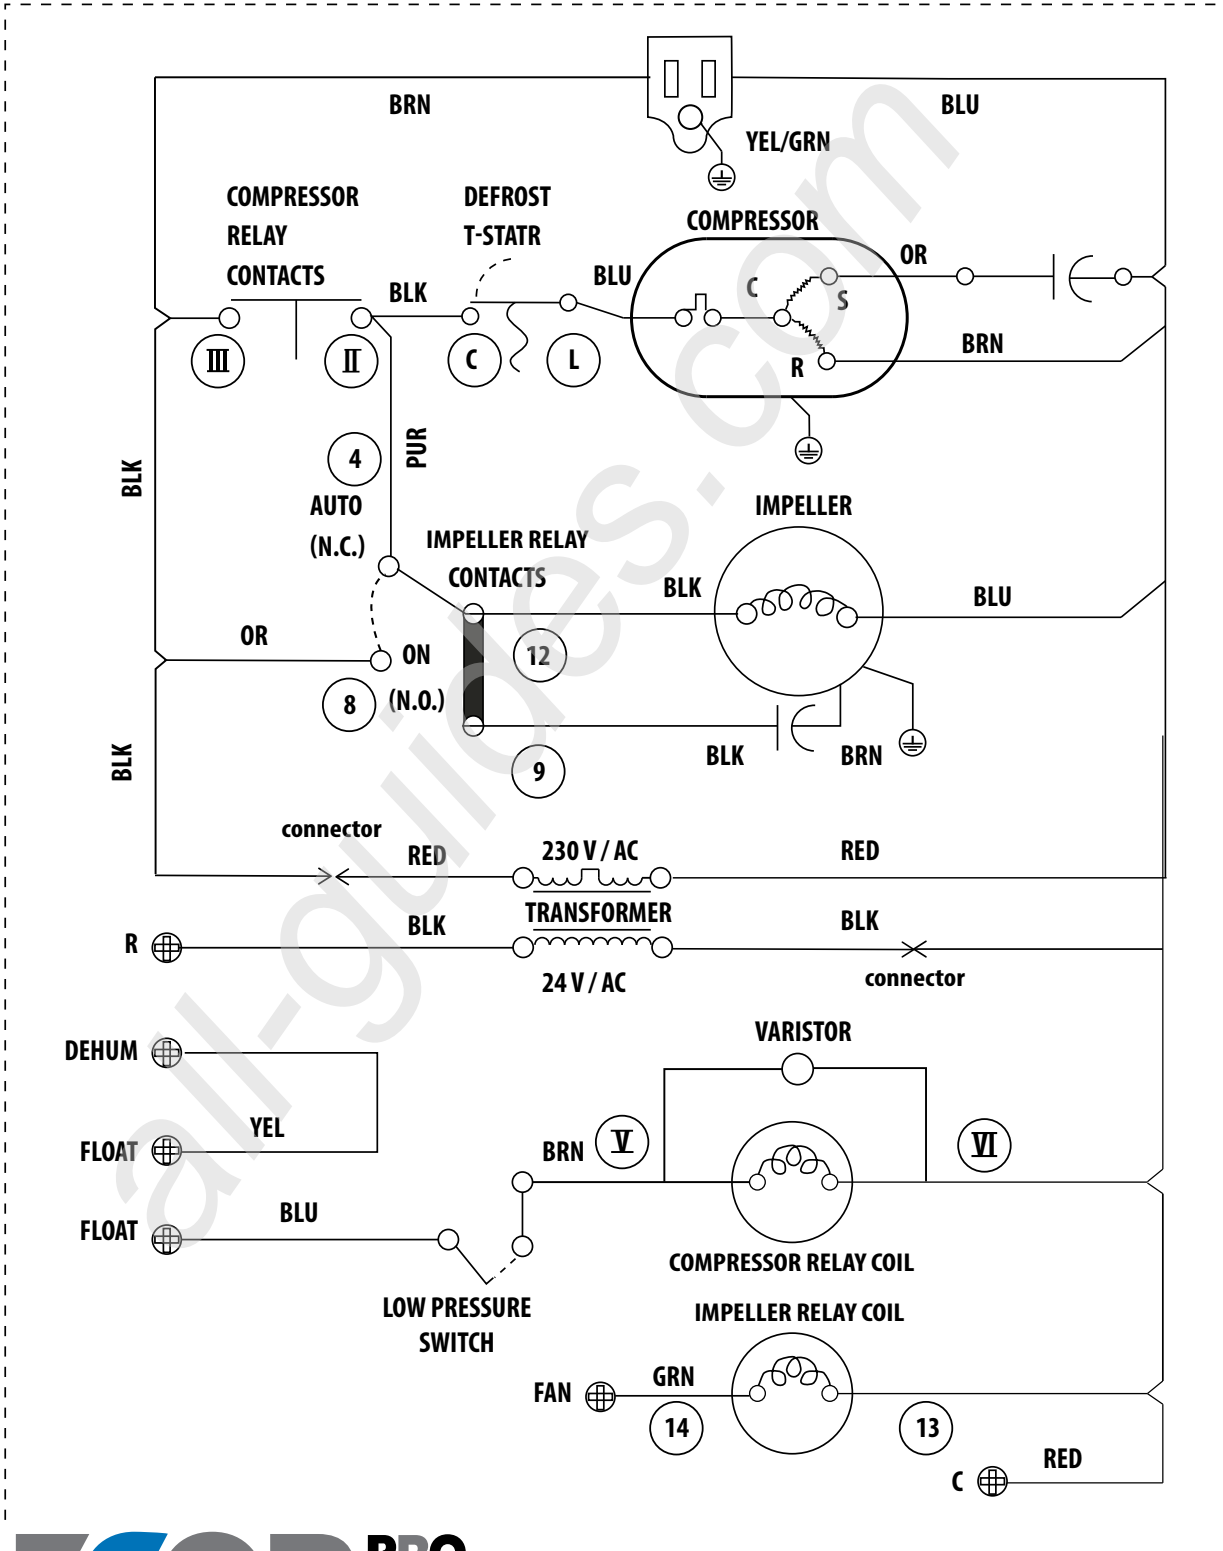 BRN
BLU
YEL/GRN
COMPRESSOR
RELAY
CONTACTS
DEFROST
T-STATR
COMPRESSOR
BLK
BLU
OR
C
S
R
BRN
III
II
C
L
BLK
4
PUR
AUTO
(N.C.)
IMPELLER RELAY
CONTACTS
IMPELLER
BLK
BLU
OR
ON
(N.O.)
12
8
9
BLK
BLK
BRN
connector
RED
230 V / AC
RED
TRANSFORMER
R
BLK
BLK
24 V / AC
connector
DEHUM
VARISTOR
YEL
FLOAT
BRN
V
VI
FLOAT
BLU
COMPRESSOR RELAY COIL
LOW PRESSURE
SWITCH
IMPELLER RELAY COIL
FAN
GRN
14
13
C
RED
all-guides.com